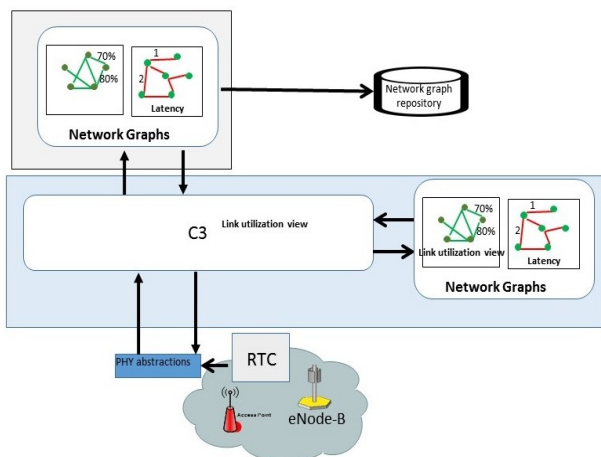 70%
80%
1
2
Latency
Network Graphs
Network graph
repository
C3
Link utilization view
70%
80%
Link utilization view
1
2
Latency
Network Graphs
PHY abstractions
RTC
Access Point
eNode-B